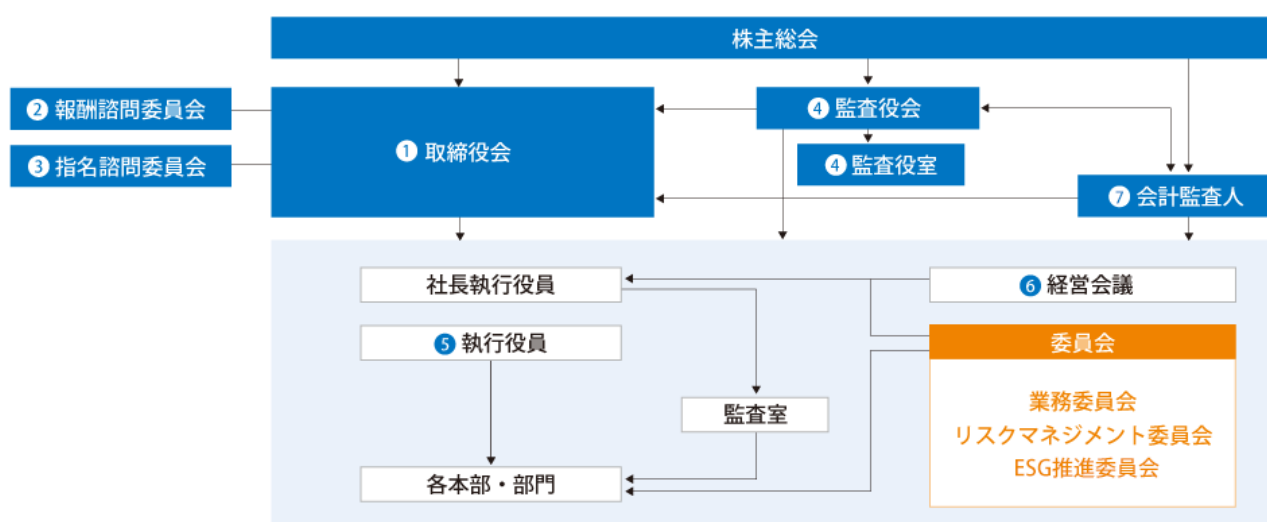 株主総会
② 報酬諮問委員会
③ 指名諮問委員会
① 取締役会
④ 監査役会
④ 監査役室
⑦ 会計監査人
社長執行役員
⑥ 経営会議
⑤ 執行役員
委員会
業務委員会
リスクマネジメント委員会
ESG推進委員会
監査室
各本部・部門